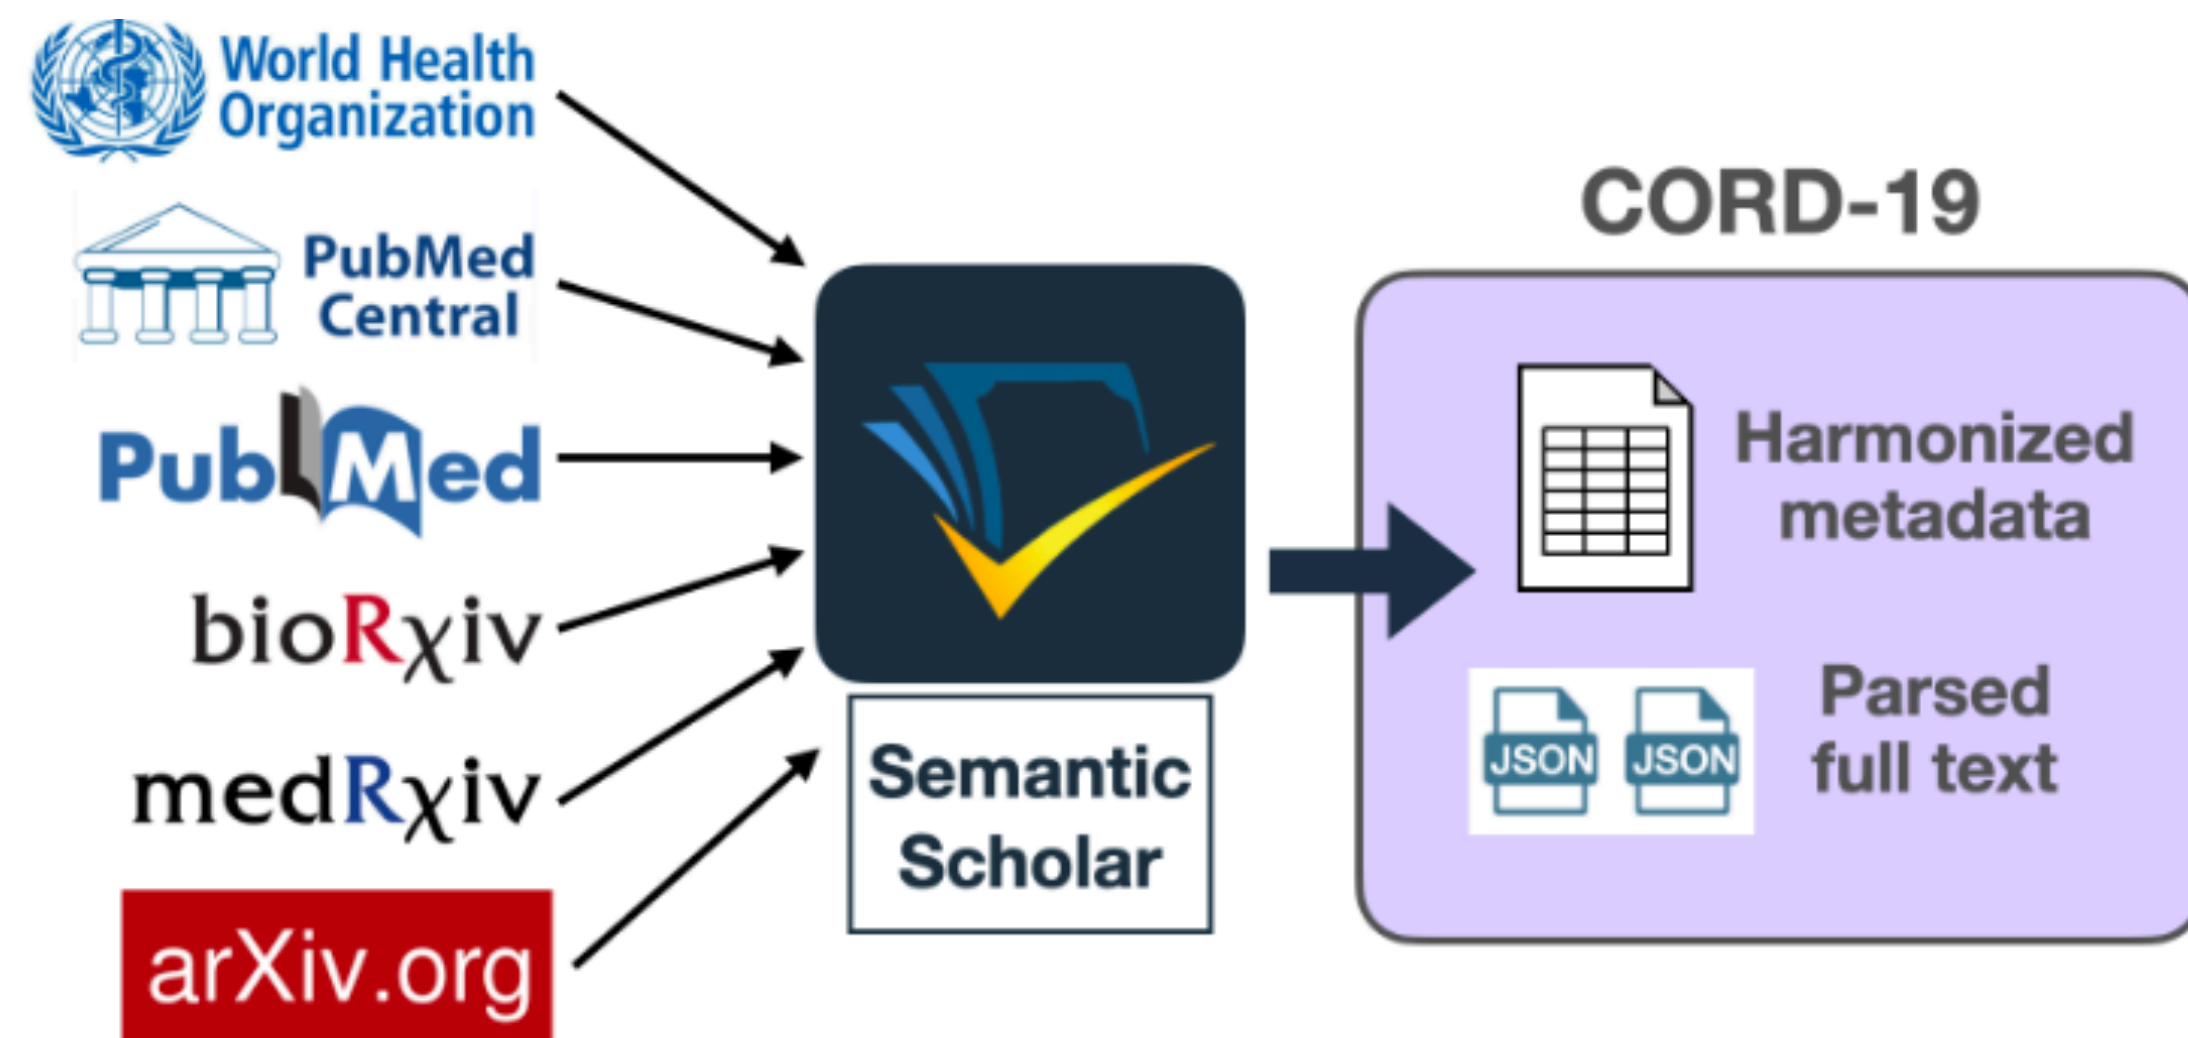 World Health
Organization
PubMed
Central
PubMed
bioRχiv
medRχiv
arXiv.org
Semantic
Scholar
CORD-19
Harmonized
metadata
JSON JSON
Parsed
full text